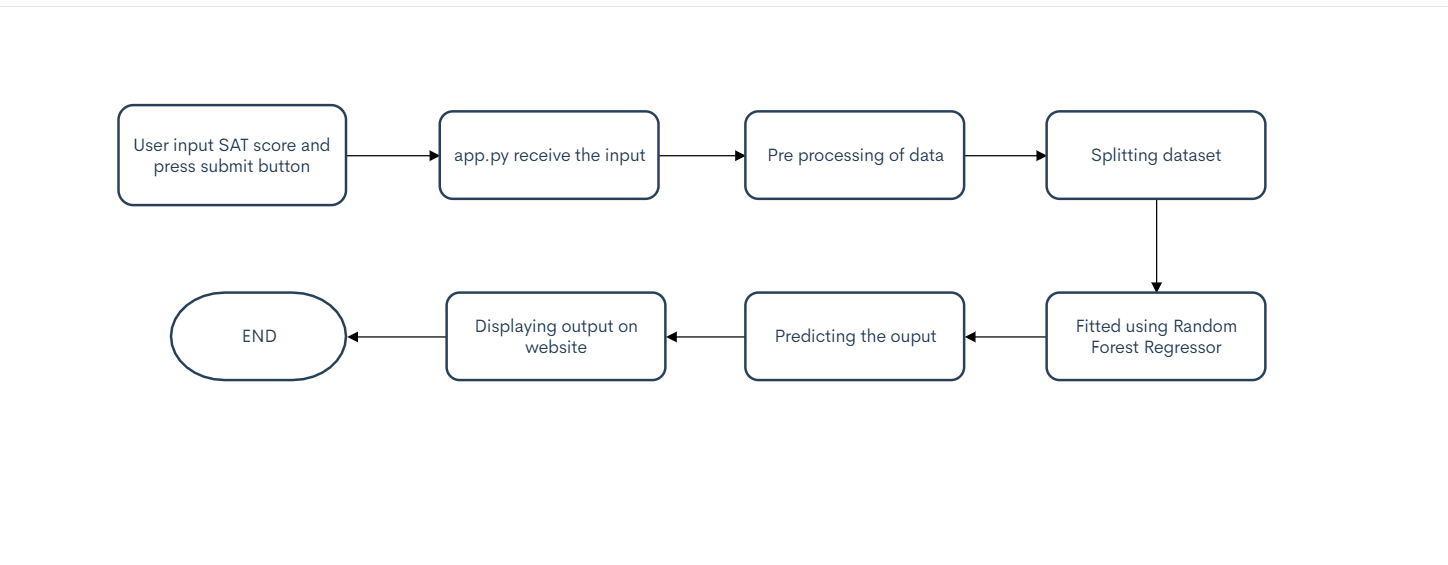 User input SAT score and
press submit button
app.py receive the input
Pre processing of data
Splitting dataset
Fitted using Random
Forest Regressor
Predicting the ouput
Displaying output on
website
END